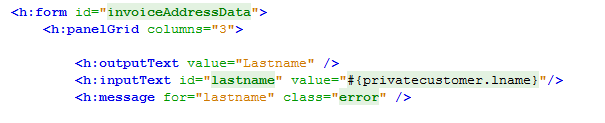 <h:form id="invoiceAddressData">
<h:panelGrid columns="3">
<h:outputText value="Lastname" />
<h:inputText id="lastname" value="#{privatecustomer.lname}"/>
<h:message for="lastname" class="error" />